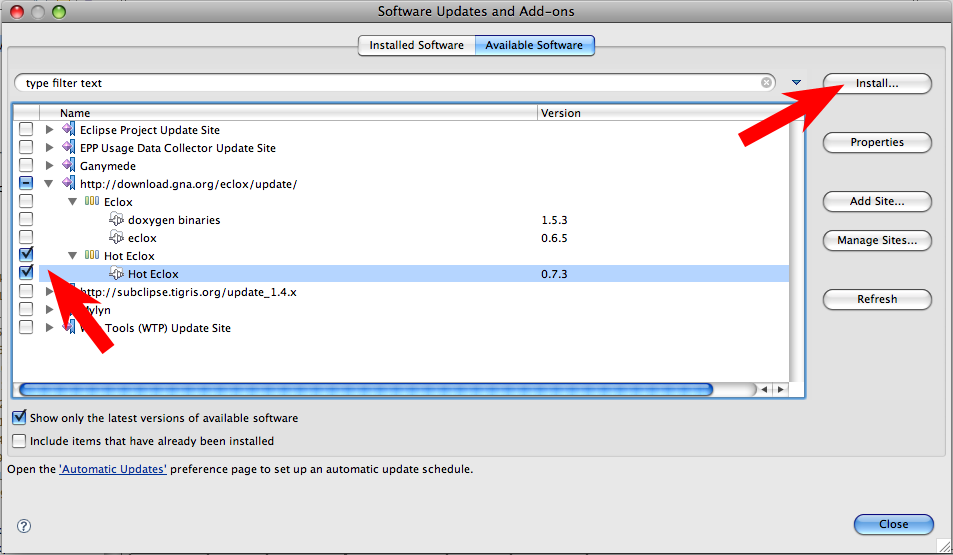 Software Updates and Add-ons
Installed Software Available Software
type filter text Install...
Name Version
Eclipse Project Update Site
EPP Usage Data Collector Update Site
Properties
Ganymede
http://download.gna.org/eclox/update/
Eclox
Add Site...
doxygen binaries 1.5.3
eclox 0.6.5
Manage Sites...
Hot Eclox
Hot Eclox 0.7.3
http://subclipse.tigris.org/update_1.4.x
Refresh
Tools (WTP) Update Site
Show only the latest versions of available software
Include items that have already been installed
Open the 'Automatic Updates' preference page to set up an automatic update schedule.
? Close